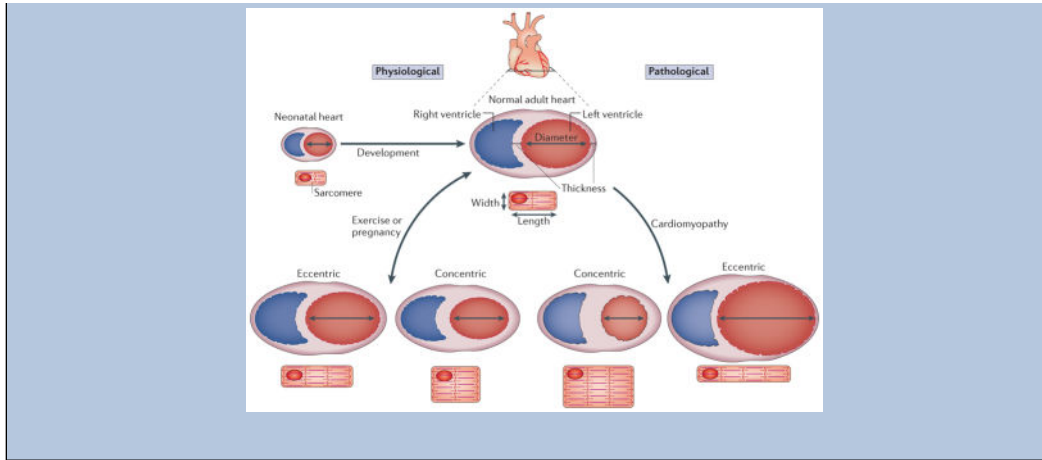 Physiological
Pathological
Normal adult heart
Right ventricle
Left ventricle
Neonatal heart
Diameter
Development
Sarcomere
Thickness
Width
Length
Exercise or
pregnancy
Cardiomyopathy
Eccentric
Concentric
Concentric
Eccentric